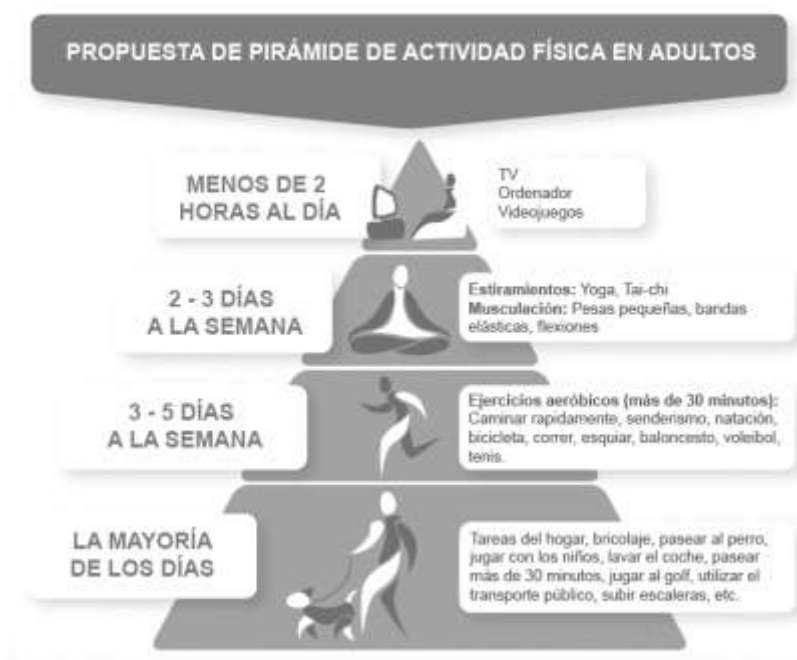 PROPUESTA DE PIRÁMIDE DE ACTIVIDAD FÍSICA EN ADULTOS
MENOS DE 2
HORAS AL DÍA
TV
Ordenador
Videojuegos
2 - 3 DÍAS
A LA SEMANA
Estiramientos: Yoga, Tai-chi
Musculación: Pesas pequeñas, bandas
elásticas, flexiones
3 - 5 DÍAS
A LA SEMANA
Ejercicios aeróbicos (más de 30 minutos):
Caminar rapidamente, senderismo, natación,
bicicleta, correr, esquiar, baloncesto, voleibol,
tenis.
LA MAYORÍA
DE LOS DÍAS
Tareas del hogar, bricolaje, pasear al perro,
jugar con los niños, lavar el coche, pasear
más de 30 minutos, jugar al golf, utilizar el
transporte público, subir escaleras, etc.